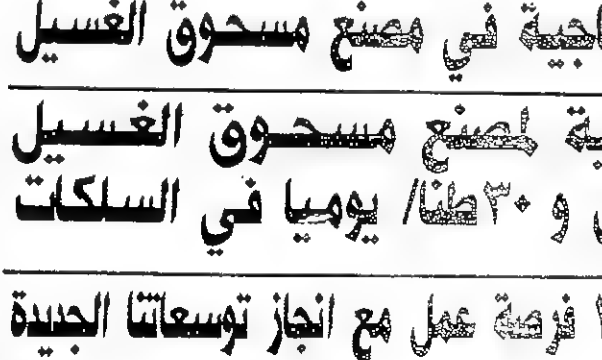 في مصنع مسحوق الغسيل
لمصنع مسحوق الغسيل
و ٣٠ طنا/ يوميا في السلكات
فرصة عمل مع انجاز توسعاتنا الجديدة